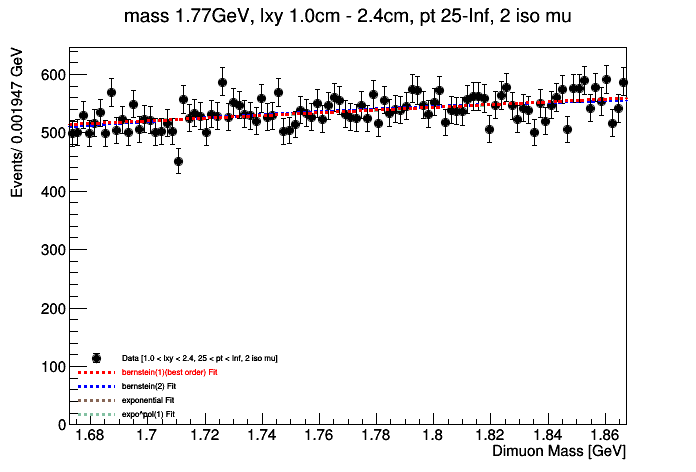 mass 1.77GeV, lxy 1.0cm - 2.4cm, pt 25-Inf, 2 iso mu
Events/ 0.001947 GeV
600
500
400
300
200
100
0
Data [1.0 < lxy < 2.4, 25 < pt < Inf, 2 iso mu]
bernstein(1)(best order) Fit
bernstein(2) Fit
exponential Fit
expo*pol(1) Fit
1.68 1.7 1.72 1.74 1.76 1.78 1.8 1.82 1.84 1.86
Dimuon Mass [GeV]